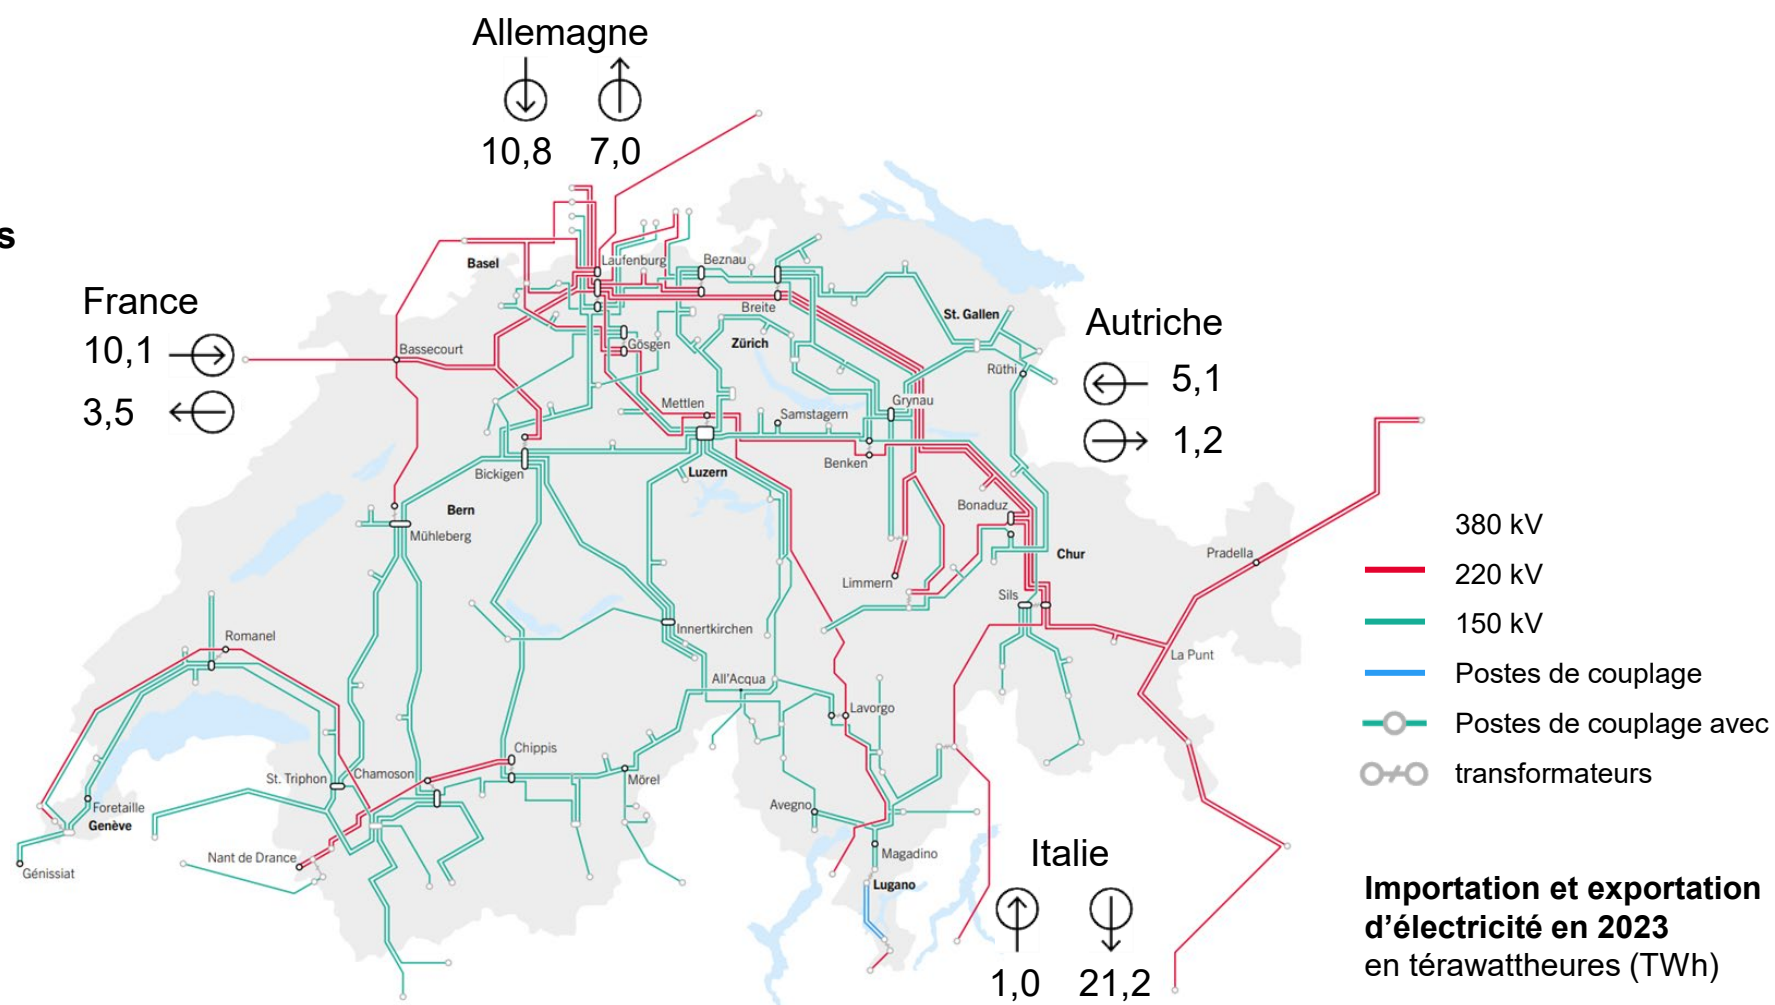 Allemagne
10,8 7,0
s
France
10,1
3,5
Autriche
5,1
1,2
Italie
1,0 21,2
Basel
Laufenburg
Beznau
Breite
St. Gallen
Bassecourt
Gösgen
Zürich
Rüthi
Mettlen
Samstagern
Grynau
Bickigen
Luzern
Benken
Bern
Mühleberg
Bonaduz
Chur
Pradella
Limmern
Sils
Innertkirchen
Romanel
La Punt
All'Acqua
Lavorgo
Chippis
St. Triphon
Chamoson
Mörel
Foretaille
Genève
Avegno
Génissiat
Nant de Drance
Magadino
Lugano
380 kV
220 kV
150 kV
Postes de couplage
Postes de couplage avec
transformateurs
Importation et exportation
d’électricité en 2023
en térawattheures (TWh)